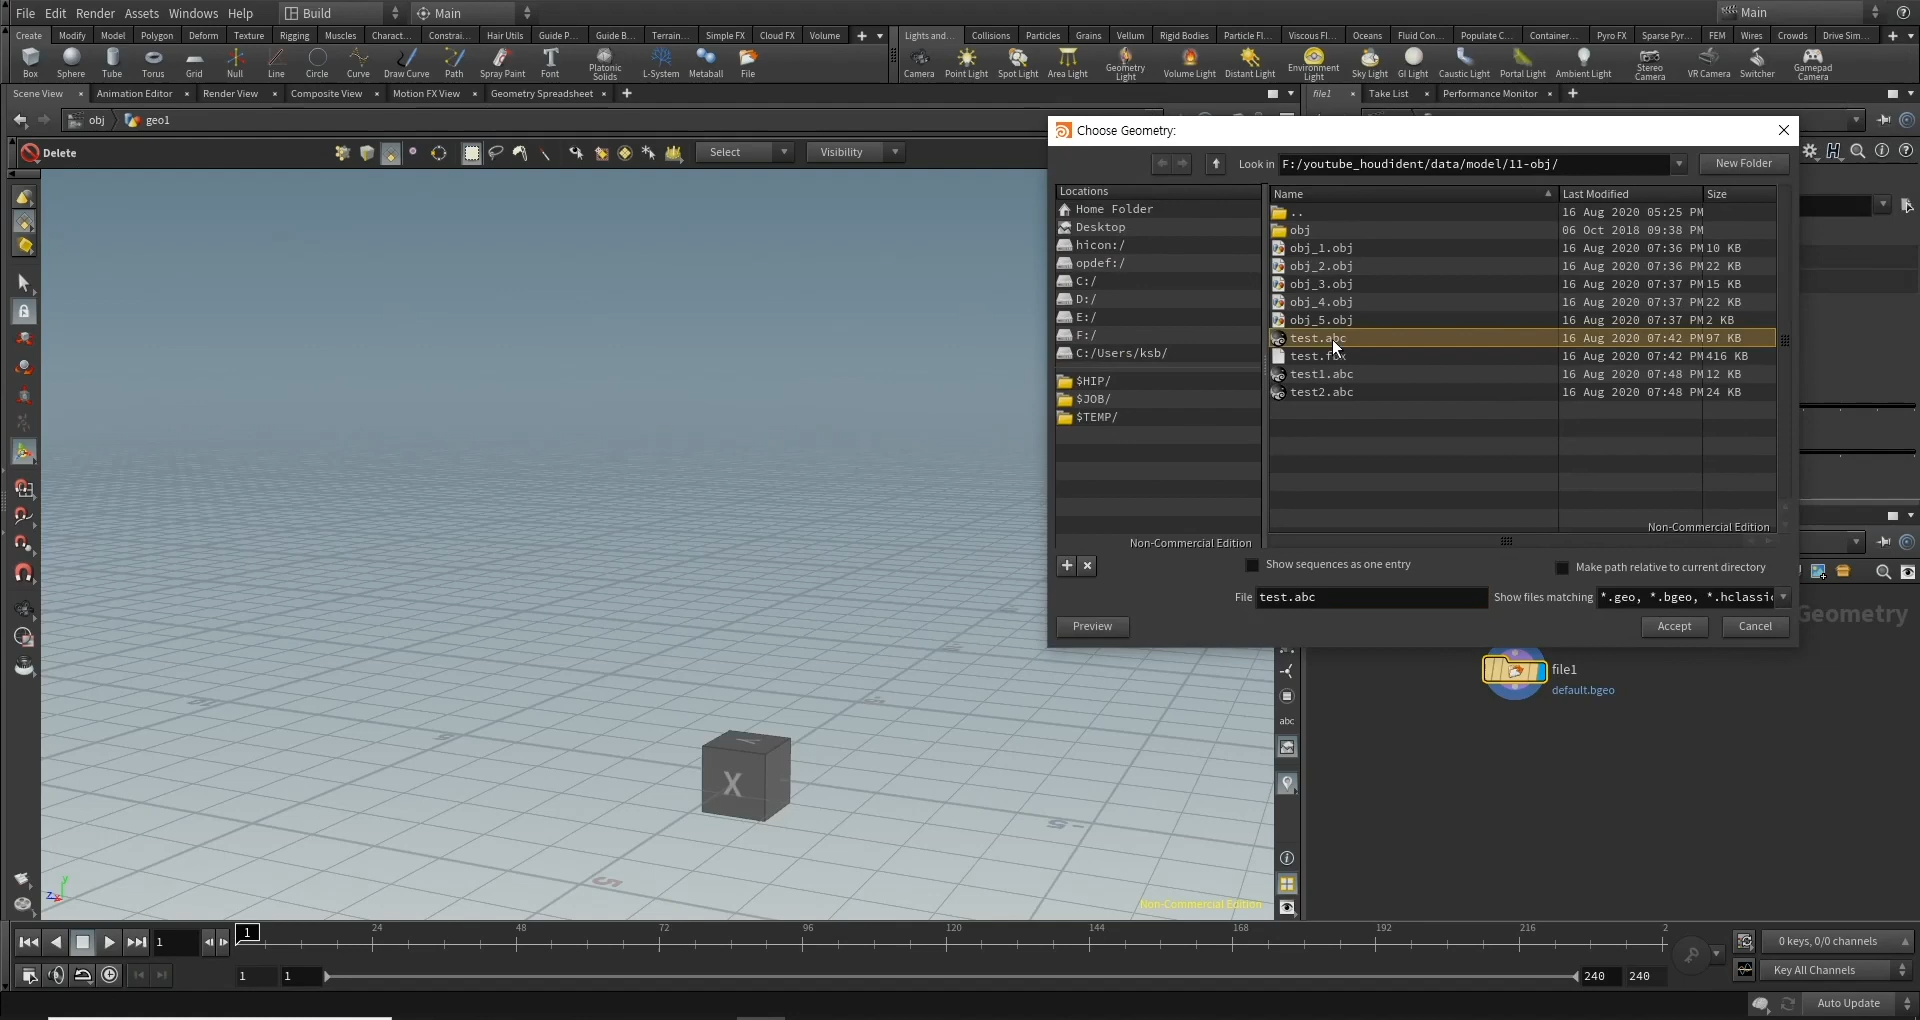 File Edit Render Assets Windows Help Build Main Main
Create Modify Model Polygon Deform Texture Rigging Muscles Charact... Constrai... Hair Utils Guide P... Guide B... Terrain... Simple FX Cloud FX Volume
Lights and... Collisions Particles Grains Vellum Rigid Bodies Particle Fl... Viscous Fl... Oceans Fluid Con... Populate C... Container... Pyro FX Sparse Pyr... FEM Wires Crowds Drive Sim...
Box Sphere Tube Torus Grid Null Line Circle Curve Draw Curve Path Spray Paint Font Platonic Solids L-System Metaball File
Camera Point Light Spot Light Area Light Geometry Light Volume Light Distant Light Environment Light Sky Light GI Light Caustic Light Portal Light Ambient Light Stereo Camera VR Camera Switcher Gamepad Camera
Scene View Animation Editor Render View Composite View Motion FX View Geometry Spreadsheet
file1 Take List Performance Monitor
obj geo1
Delete Select Visibility
Choose Geometry:
Look in F:/youtube_houdident/data/model/11-obj/ New Folder
Locations
Home Folder
Desktop
hicon:/
opdef:/
C:/
D:/
E:/
F:/
C:/Users/ksb/
$HIP/
$JOB/
$TEMP/
Non-Commercial Edition
Name Last Modified Size
.. 16 Aug 2020 05:25 PM
obj 06 Oct 2018 09:38 PM
obj_1.obj 16 Aug 2020 07:36 PM 10 KB
obj_2.obj 16 Aug 2020 07:36 PM 22 KB
obj_3.obj 16 Aug 2020 07:37 PM 15 KB
obj_4.obj 16 Aug 2020 07:37 PM 22 KB
obj_5.obj 16 Aug 2020 07:37 PM 2 KB
test.abc 16 Aug 2020 07:42 PM 97 KB
test.fbx 16 Aug 2020 07:42 PM 416 KB
test1.abc 16 Aug 2020 07:48 PM 12 KB
test2.abc 16 Aug 2020 07:48 PM 24 KB
Non-Commercial Edition
Show sequences as one entry Make path relative to current directory
File test.abc Show files matching *.geo, *.bgeo, *.hclassic
Preview Accept Cancel
Geometry
file1
default.bgeo
abc
X
Y
5
-5
z y
Non-Commercial Edition
1 1 24 48 72 96 120 144 168 192 216 2
0 keys, 0/0 channels
1 1 240 240
Key All Channels
Auto Update